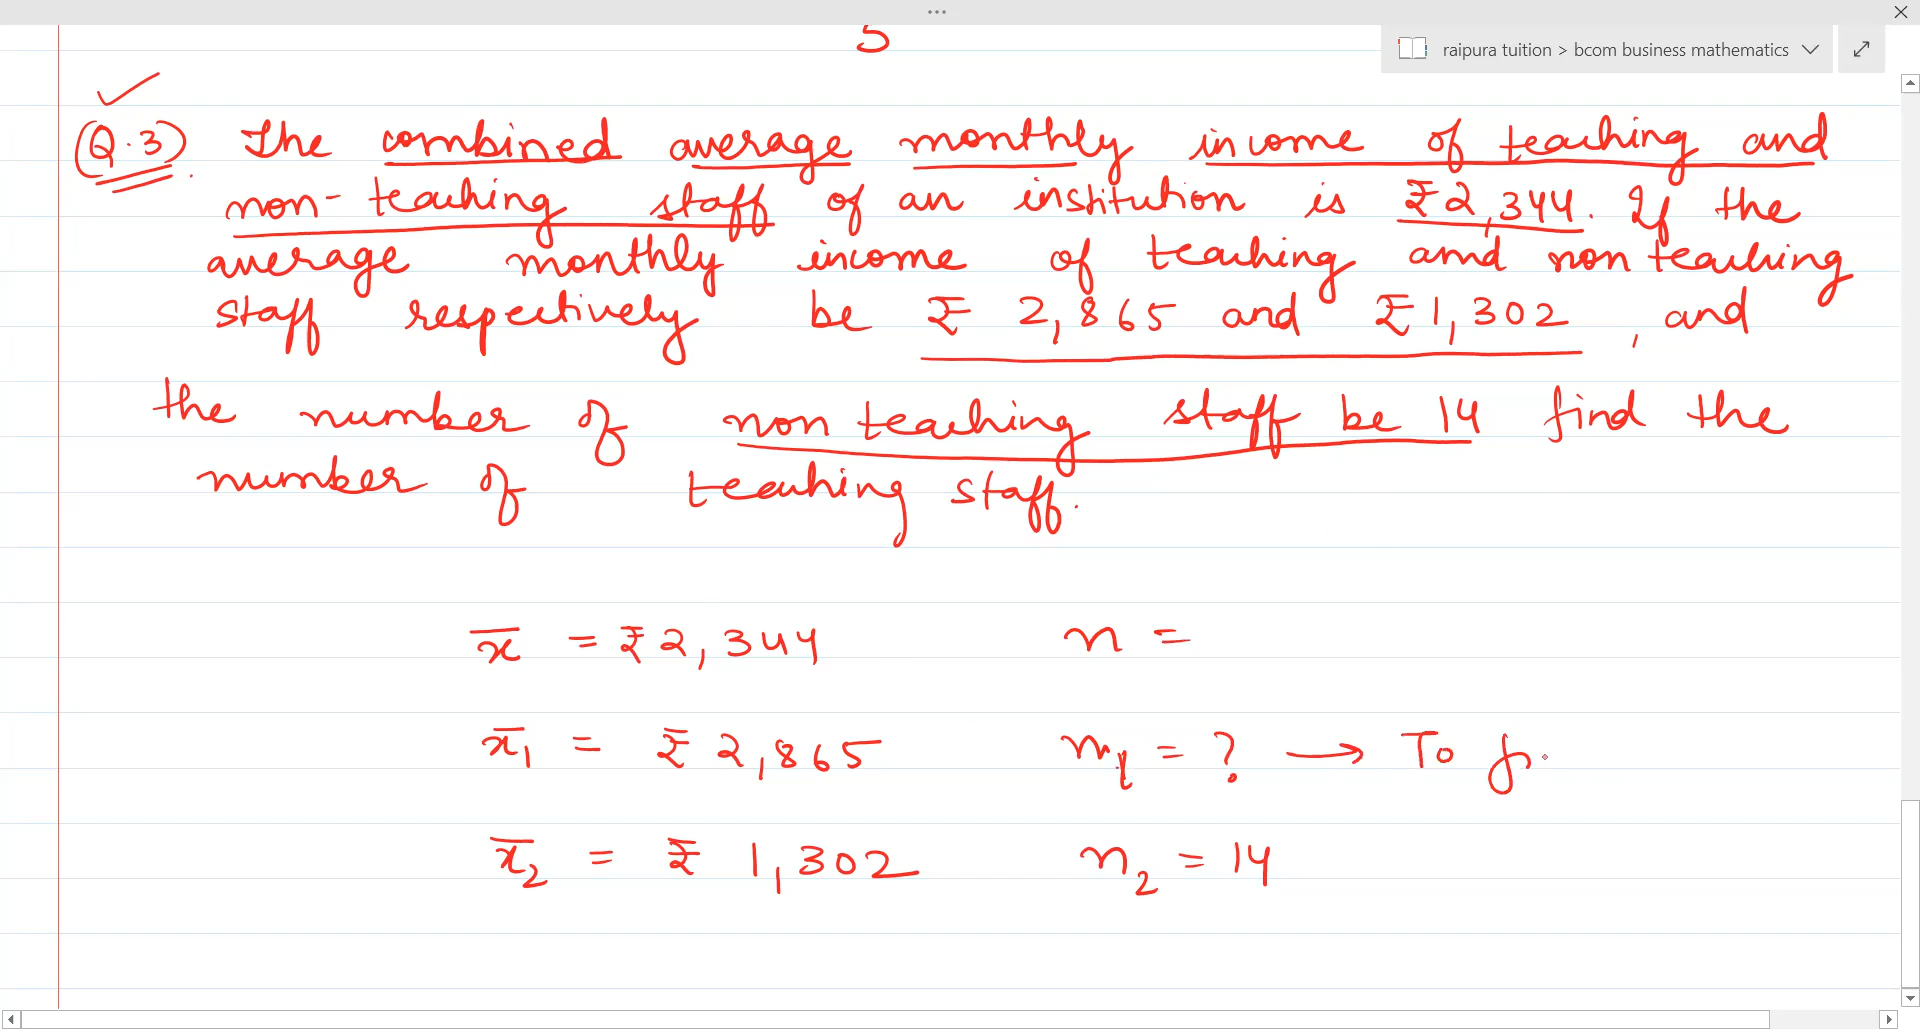 5
raipura tuition > bcom business mathematics
(Q.3). The combined average monthly income of teaching and
non-teaching staff of an institution is ₹2,344. If the
average monthly income of teaching and non teaching
staff respectively be ₹ 2,865 and ₹1,302, and
the number of non teaching staff be 14 find the
number of teaching staff.
x̅ = ₹2,344 n =
x̅₁ = ₹ 2,865 n₁ = ? → To f
x̅₂ = ₹ 1,302 n₂ = 14